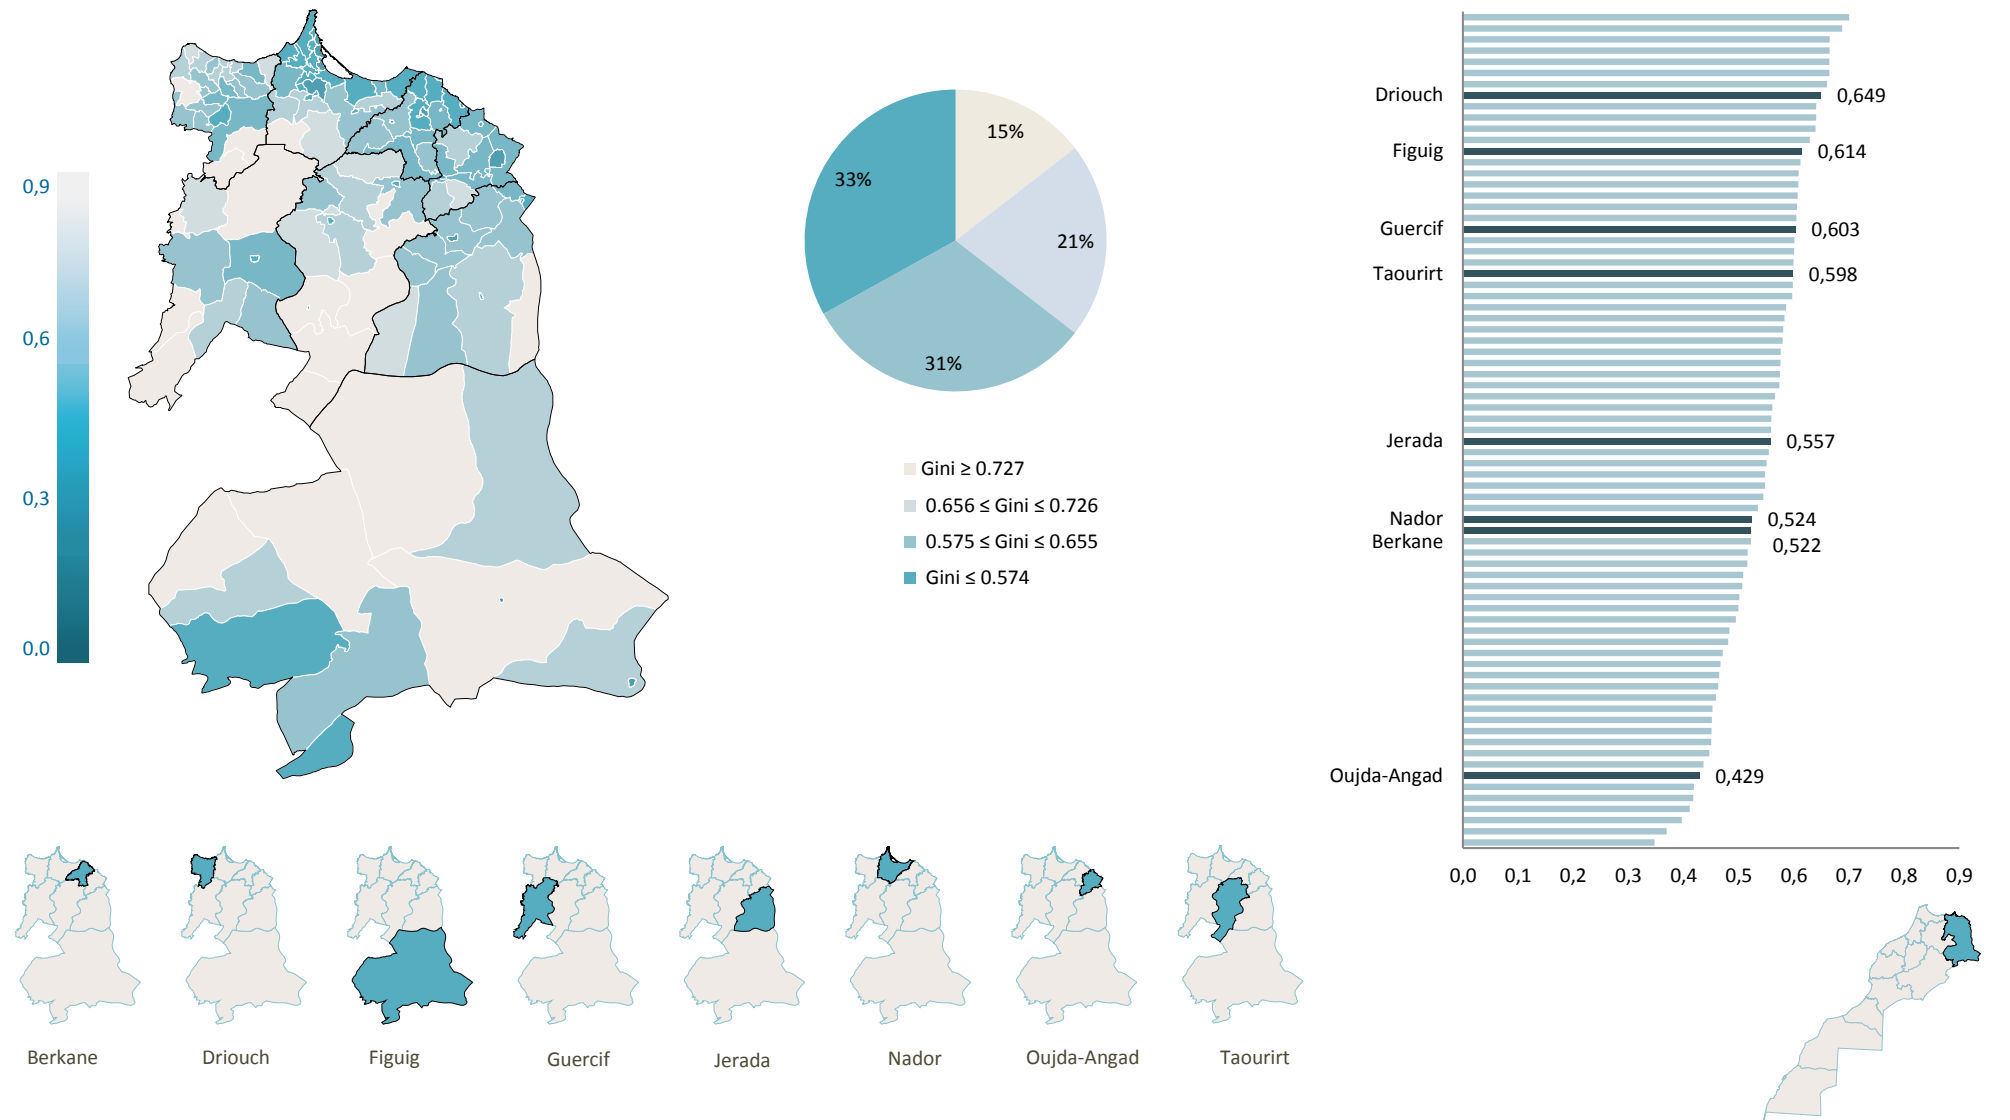 0,9
0,6
0,3
0.0
15%
21%
31%
33%
Gini ≥ 0.727
0.656 ≤ Gini ≤ 0.726
0.575 ≤ Gini ≤ 0.655
Gini ≤ 0.574
Driouch 0,649
Figuig 0,614
Guercif 0,603
Taourirt 0,598
Jerada 0,557
Nador 0,524
Berkane 0,522
Oujda-Angad 0,429
0,0 0,1 0,2 0,3 0,4 0,5 0,6 0,7 0,8 0,9
Berkane Driouch Figuig Guercif Jerada Nador Oujda-Angad Taourirt